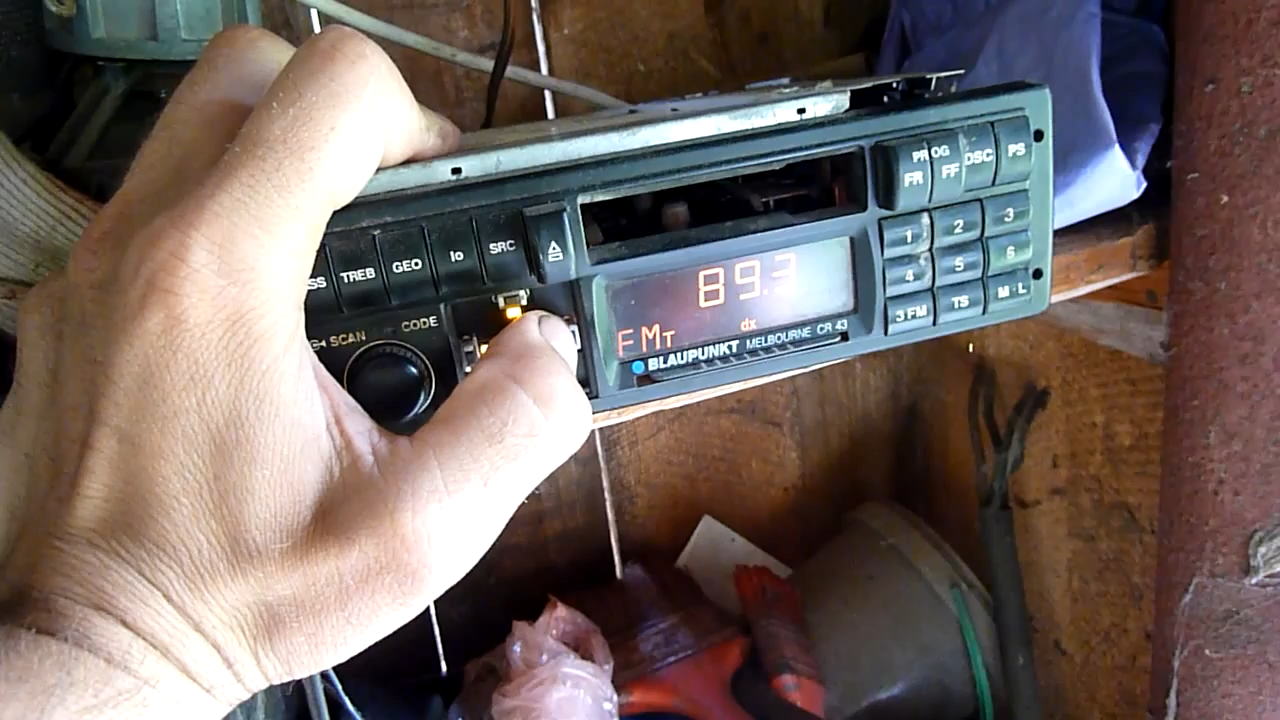 PROG
DSC
PS
FR
FF
SS
TREB
GEO
lo
SRC
1
2
3
4
5
6
3 FM
TS
M·L
89.3
FMT
dx
SCAN
CODE
BLAUPUNKT MELBOURNE CR 43